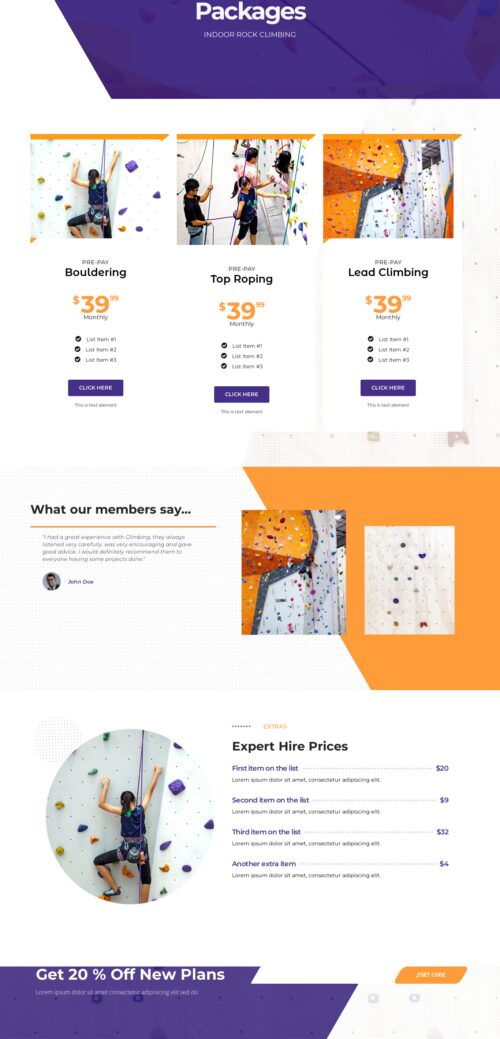 Packages
INDOOR ROCK CLIMBING
PRE-PAY
Bouldering
$39.99
Monthly
List Item #1
List Item #2
List Item #3
CLICK HERE
This is text element
PRE-PAY
Top Roping
$39.99
Monthly
List Item #1
List Item #2
List Item #3
CLICK HERE
This is text element
PRE-PAY
Lead Climbing
$39.99
Monthly
List Item #1
List Item #2
List Item #3
CLICK HERE
This is text element
What our members say...
"I had a great experience with Climbing, they always
listened very carefully, was very encouraging and gave
good advice. I would definitely recommend them to
everyone having some projects done."
John Doe
EXTRAS
Expert Hire Prices
First item on the list $20
Lorem ipsum dolor sit amet, consectetur adipiscing elit.
Second item on the list $9
Lorem ipsum dolor sit amet, consectetur adipiscing elit.
Third item on the list $32
Lorem ipsum dolor sit amet, consectetur adipiscing elit.
Another extra item $4
Lorem ipsum dolor sit amet, consectetur adipiscing elit.
Get 20 % Off New Plans
Lorem ipsum dolor sit amet consectetur adipiscing elit sed do
GET CODE